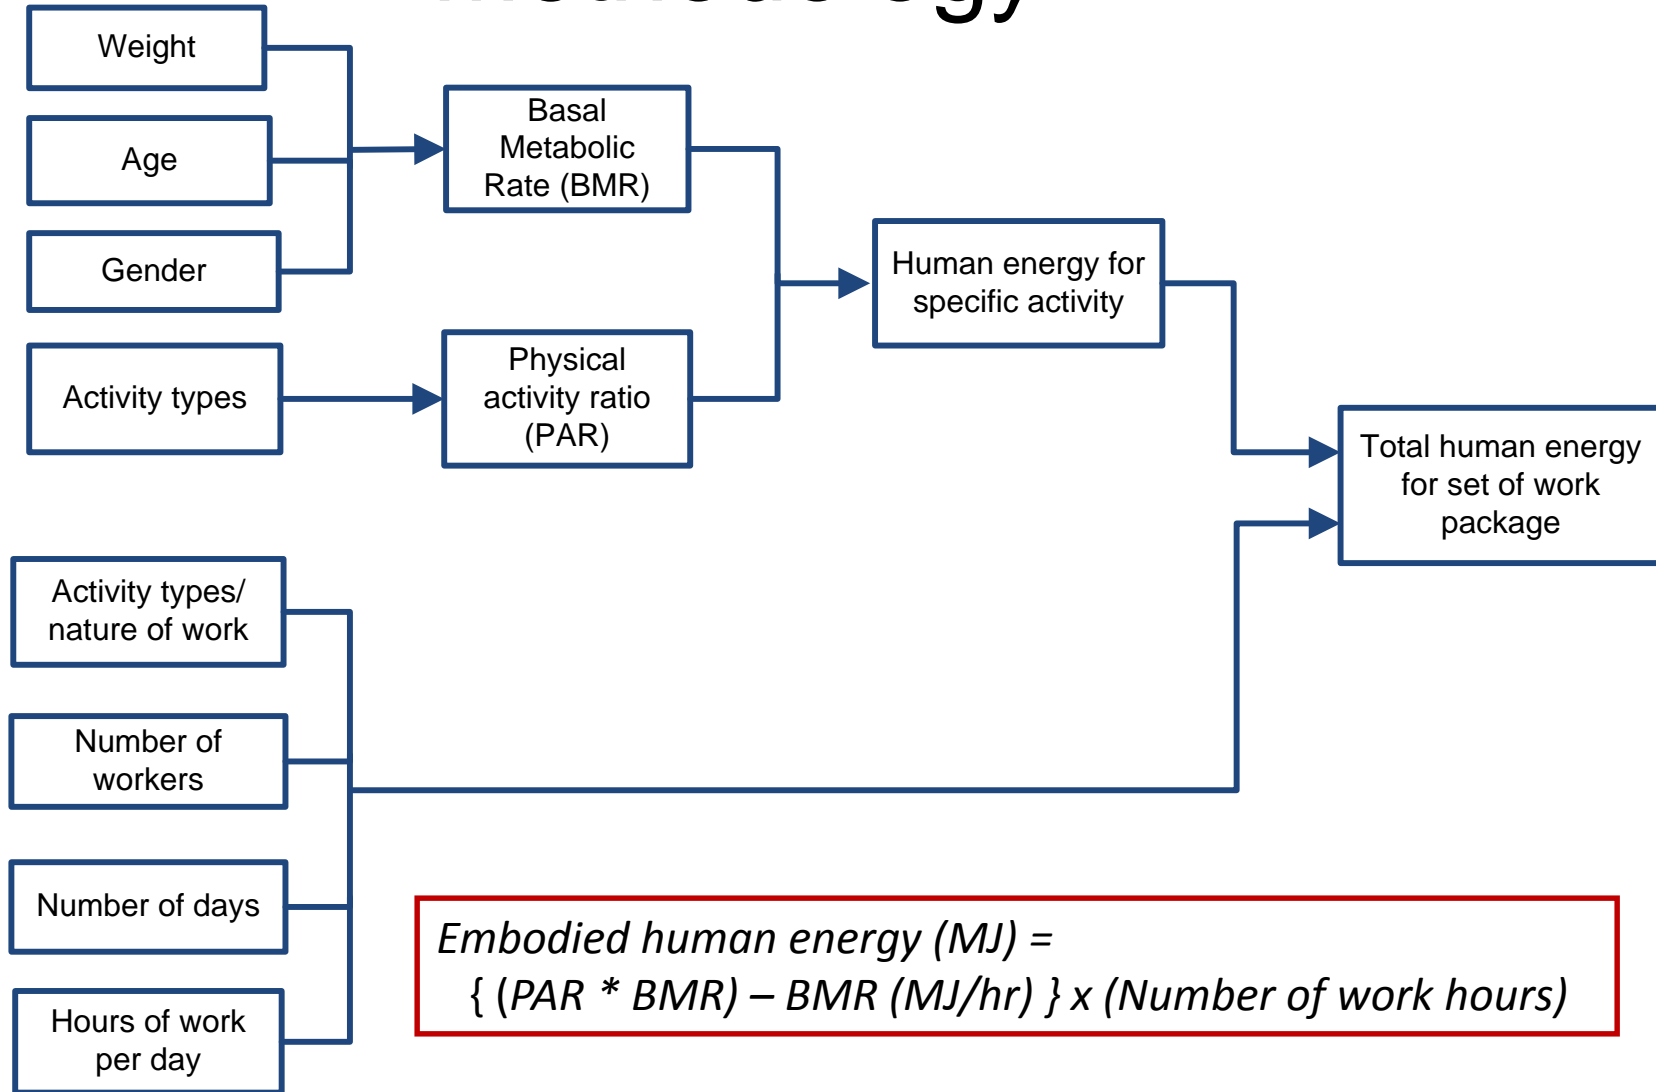 Methodology
Weight
Age
Gender
Activity types
Basal
Metabolic
Rate (BMR)
Physical
activity ratio
(PAR)
Human energy for
specific activity
Total human energy
for set of work
package
Activity types/
nature of work
Number of
workers
Number of days
Hours of work
per day
Embodied human energy (MJ) =
{ (PAR * BMR) – BMR (MJ/hr) } x (Number of work hours)